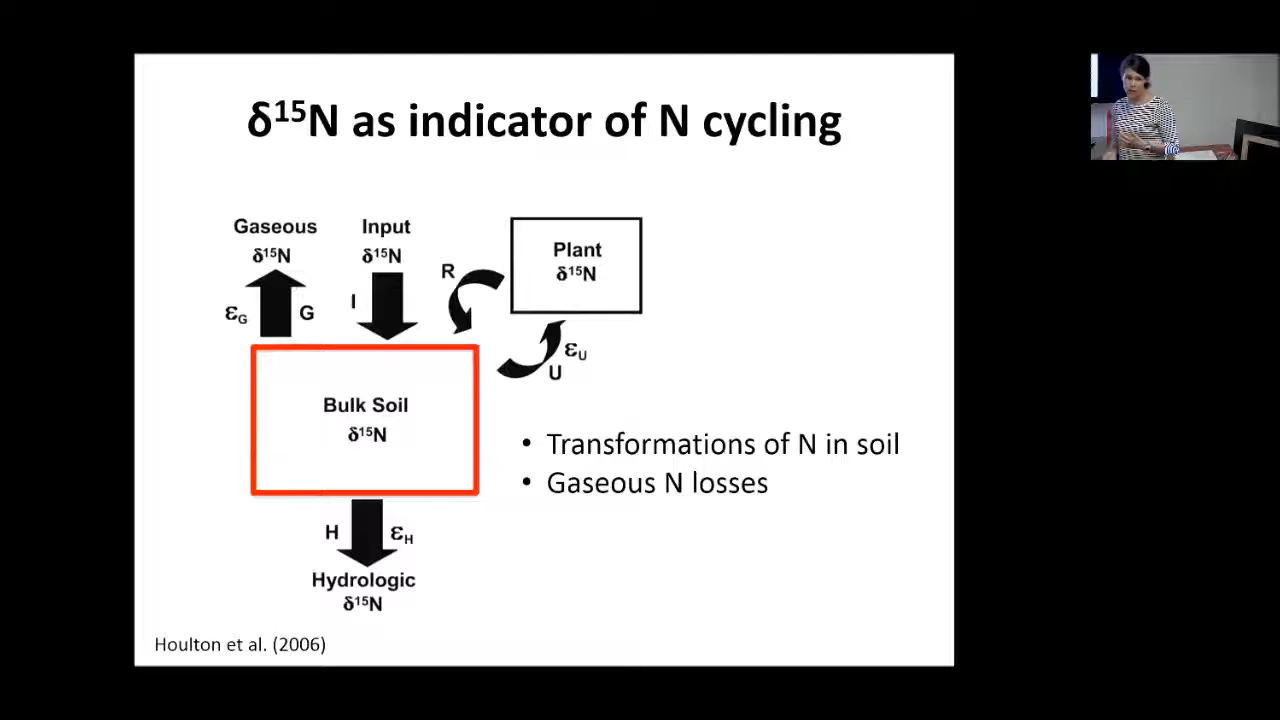 δ¹⁵N as indicator of N cycling
Gaseous
δ¹⁵N
Input
δ¹⁵N
Plant
δ¹⁵N
R
I
εG
G
εU
U
Bulk Soil
δ¹⁵N
• Transformations of N in soil
• Gaseous N losses
H
εH
Hydrologic
δ¹⁵N
Houlton et al. (2006)